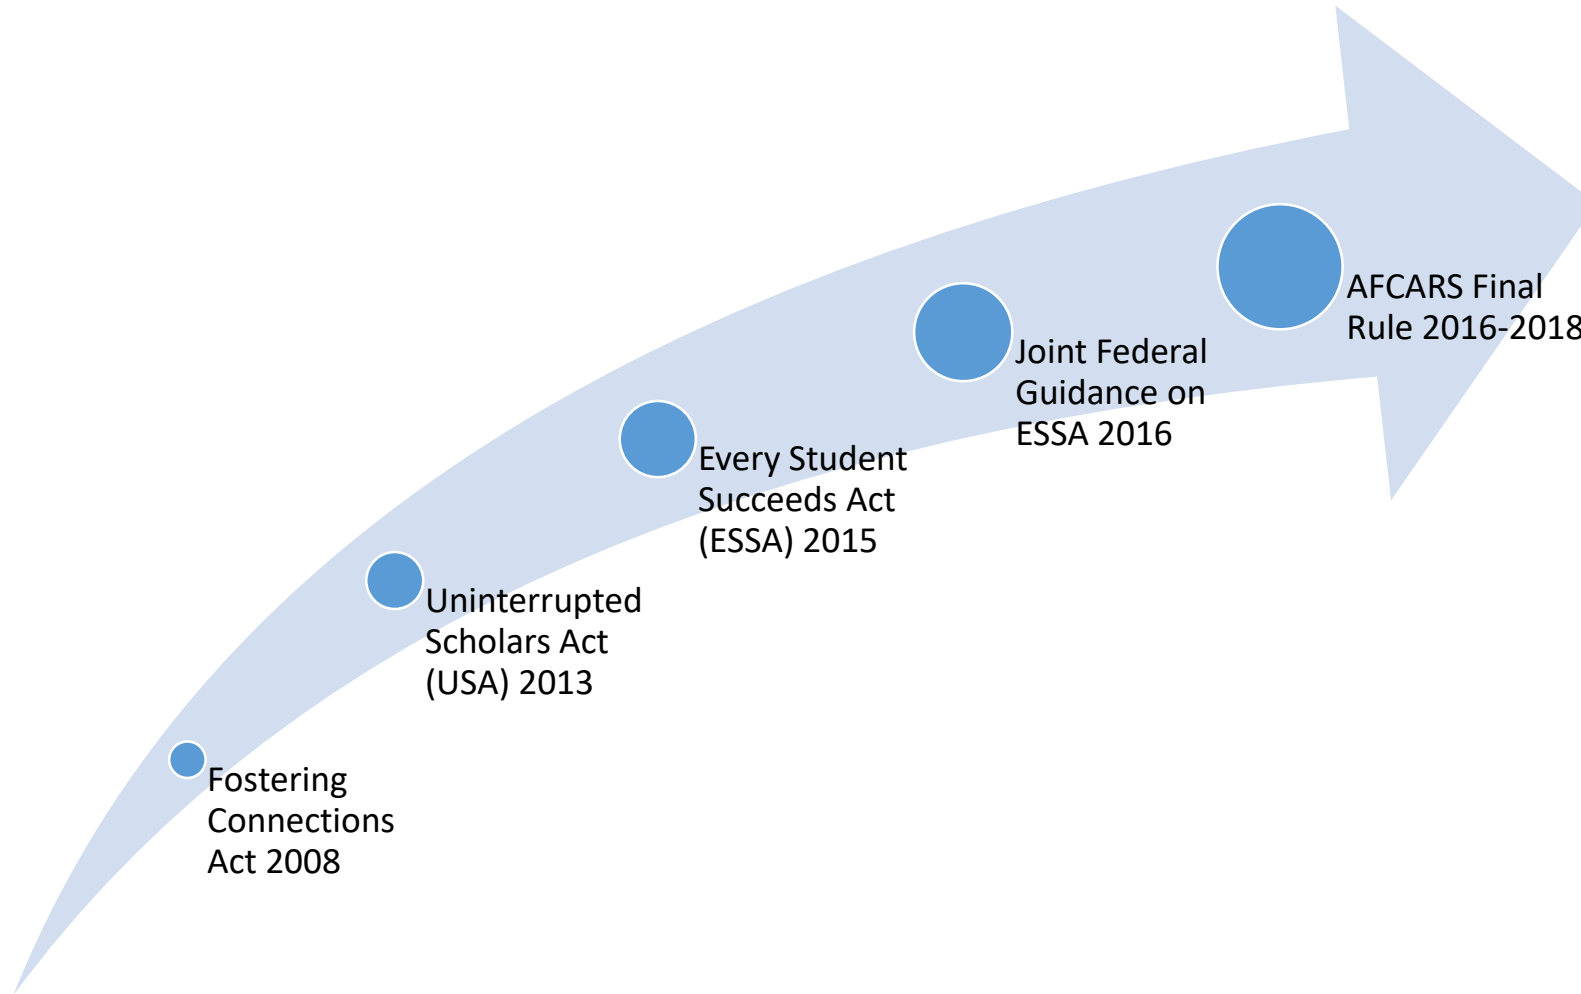 Fostering
Connections
Act 2008
Uninterrupted
Scholars Act
(USA) 2013
Every Student
Succeeds Act
(ESSA) 2015
Joint Federal
Guidance on
ESSA 2016
AFCARS Final
Rule 2016-2018